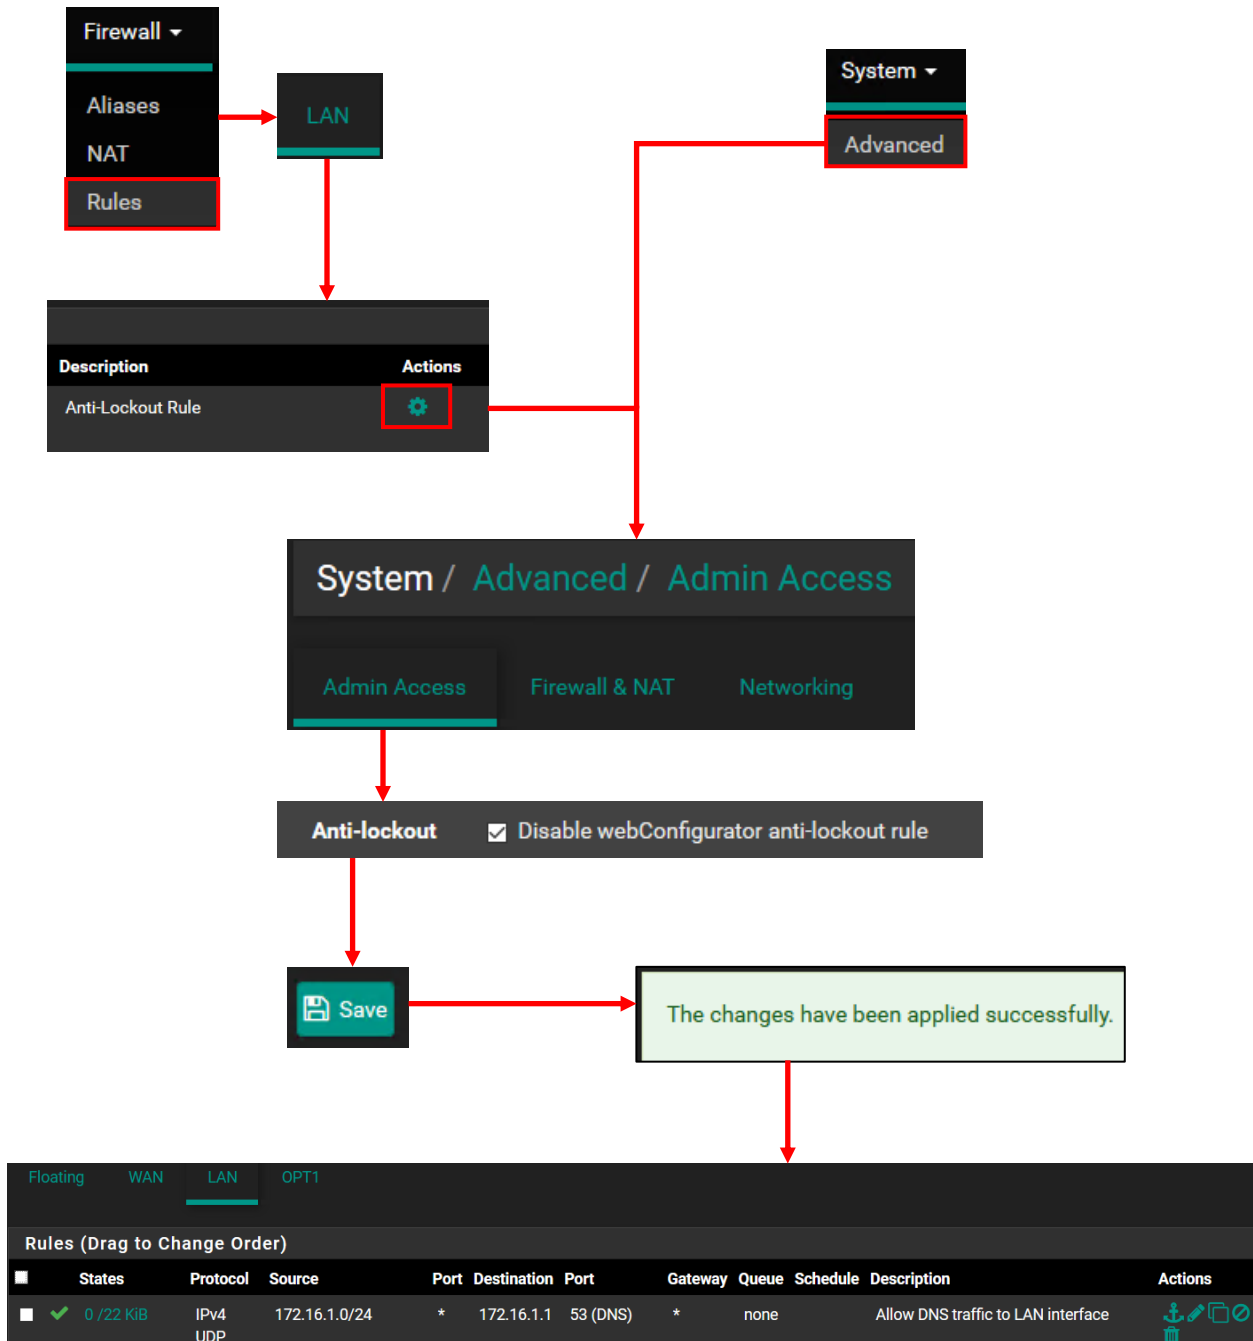 Firewall
Aliases
NAT
Rules
LAN
System
Advanced
Description Actions
Anti-Lockout Rule
System / Advanced / Admin Access
Admin Access Firewall & NAT Networking
Anti-lockout Disable webConfigurator anti-lockout rule
Save
The changes have been applied successfully.
Floating WAN LAN OPT1
Rules (Drag to Change Order)
States Protocol Source Port Destination Port Gateway Queue Schedule Description Actions
0 /22 KiB IPv4 172.16.1.0/24 * 172.16.1.1 53 (DNS) * none Allow DNS traffic to LAN interface
UDP